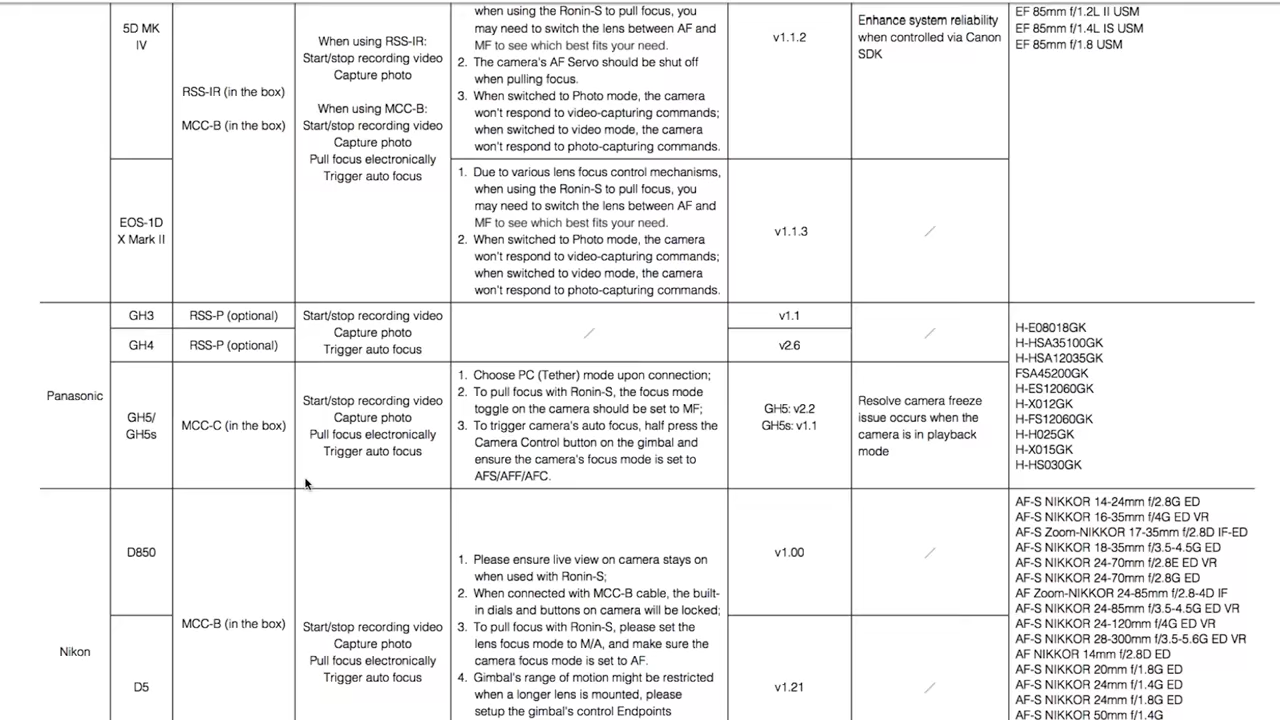 5D MK
IV
RSS-IR (in the box)
MCC-B (in the box)
When using RSS-IR:
Start/stop recording video
Capture photo
When using MCC-B:
Start/stop recording video
Capture photo
Pull focus electronically
Trigger auto focus
when using the Ronin-S to pull focus, you
may need to switch the lens between AF and
MF to see which best fits your need.
2. The camera's AF Servo should be shut off
when pulling focus.
3. When switched to Photo mode, the camera
won't respond to video-capturing commands;
when switched to video mode, the camera
won't respond to photo-capturing commands.
v1.1.2
Enhance system reliability
when controlled via Canon
SDK
EF 85mm f/1.2L II USM
EF 85mm f/1.4L IS USM
EF 85mm f/1.8 USM
EOS-1D
X Mark II
1. Due to various lens focus control mechanisms,
when using the Ronin-S to pull focus, you
may need to switch the lens between AF and
MF to see which best fits your need.
2. When switched to Photo mode, the camera
won't respond to video-capturing commands;
when switched to video mode, the camera
won't respond to photo-capturing commands.
v1.1.3
/
Panasonic
GH3
RSS-P (optional)
GH4
RSS-P (optional)
Start/stop recording video
Capture photo
Trigger auto focus
/
v1.1
v2.6
/
GH5/
GH5s
MCC-C (in the box)
Start/stop recording video
Capture photo
Pull focus electronically
Trigger auto focus
1. Choose PC (Tether) mode upon connection;
2. To pull focus with Ronin-S, the focus mode
toggle on the camera should be set to MF;
3. To trigger camera's auto focus, half press the
Camera Control button on the gimbal and
ensure the camera's focus mode is set to
AFS/AFF/AFC.
GH5: v2.2
GH5s: v1.1
Resolve camera freeze
issue occurs when the
camera is in playback
mode
H-E08018GK
H-HSA35100GK
H-HSA12035GK
FSA45200GK
H-ES12060GK
H-X012GK
H-FS12060GK
H-H025GK
H-X015GK
H-HS030GK
Nikon
D850
D5
MCC-B (in the box)
Start/stop recording video
Capture photo
Pull focus electronically
Trigger auto focus
1. Please ensure live view on camera stays on
when used with Ronin-S;
2. When connected with MCC-B cable, the built-
in dials and buttons on camera will be locked;
3. To pull focus with Ronin-S, please set the
lens focus mode to M/A, and make sure the
camera focus mode is set to AF.
4. Gimbal's range of motion might be restricted
when a longer lens is mounted, please
setup the gimbal's control Endpoints
v1.00
/
v1.21
/
AF-S NIKKOR 14-24mm f/2.8G ED
AF-S NIKKOR 16-35mm f/4G ED VR
AF-S Zoom-NIKKOR 17-35mm f/2.8D IF-ED
AF-S NIKKOR 18-35mm f/3.5-4.5G ED
AF-S NIKKOR 24-70mm f/2.8E ED VR
AF-S NIKKOR 24-70mm f/2.8G ED
AF Zoom-NIKKOR 24-85mm f/2.8-4D IF
AF-S NIKKOR 24-85mm f/3.5-4.5G ED VR
AF-S NIKKOR 24-120mm f/4G ED VR
AF-S NIKKOR 28-300mm f/3.5-5.6G ED VR
AF NIKKOR 14mm f/2.8D ED
AF-S NIKKOR 20mm f/1.8G ED
AF-S NIKKOR 24mm f/1.4G ED
AF-S NIKKOR 24mm f/1.8G ED
AF-S NIKKOR 50mm f/1.4G